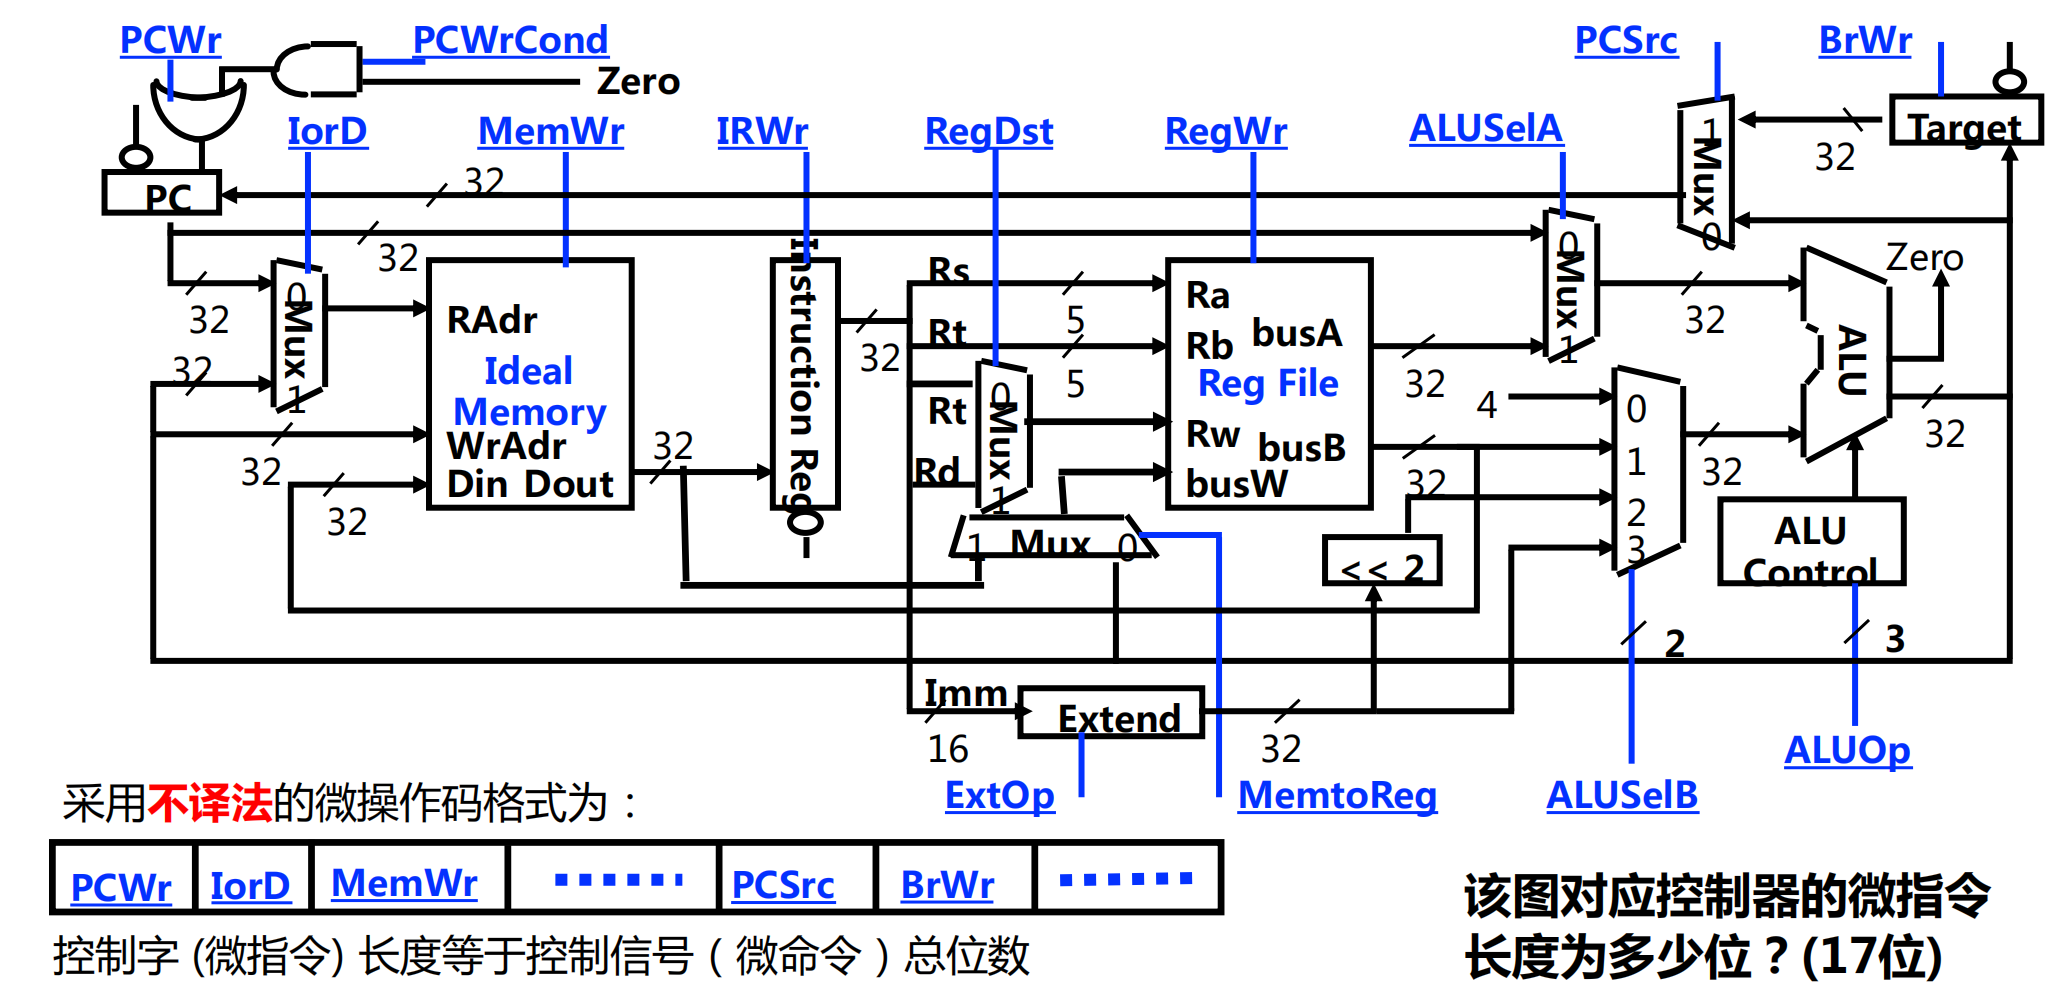 PCWr
PCWrCond
PCSrc
BrWr
Zero
IorD
MemWr
IRWr
RegDst
RegWr
ALUSelA
1
Mux
0
Target
32
32
PC
32
0
Mux
1
32
32
32
32
RAdr
Ideal
Memory
WrAdr
Din Dout
32
Instruction Reg
32
Rs
Rt
Rt
Rd
5
5
0
Mux
1
Ra
Rb
busA
Reg File
Rw
busB
busW
32
32
0
Mux
1
32
4
0
1
2
3
32
Zero
ALU
32
1
Mux
0
<< 2
ALU
Control
2
3
Imm
16
Extend
32
ExtOp
MemtoReg
ALUSelB
ALUOp
采用不译法的微操作码格式为：
PCWr IorD MemWr PCSrc BrWr
控制字 (微指令) 长度等于控制信号（微命令）总位数
该图对应控制器的微指令
长度为多少位？(17位)